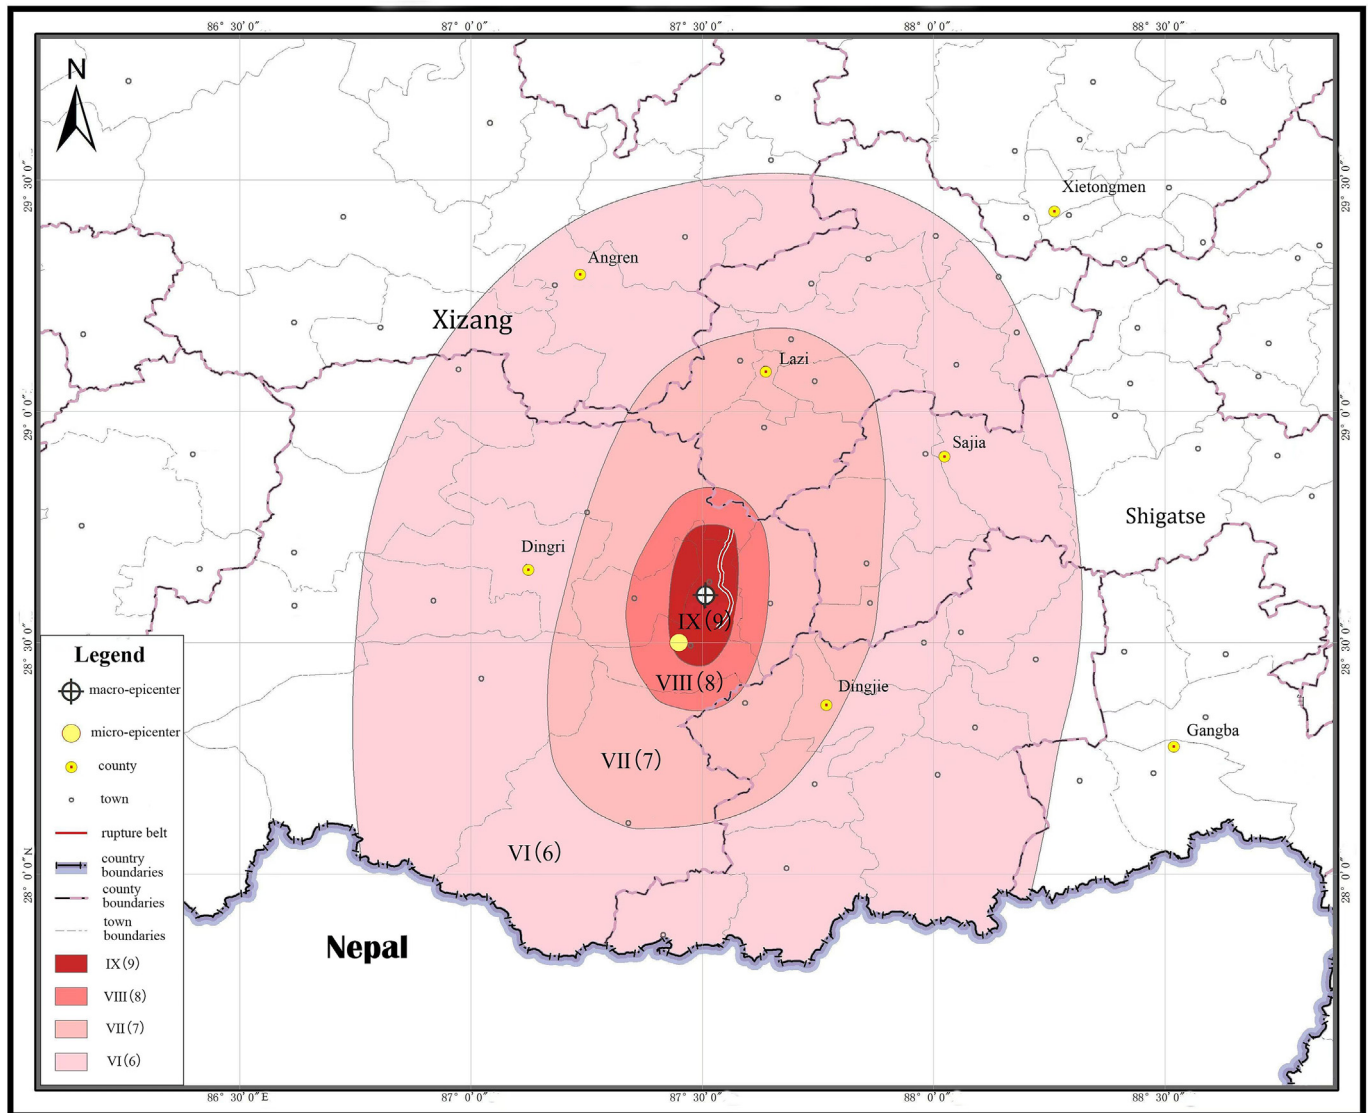 86° 30′ 0″
87° 0′ 0″
87° 30′ 0″
88° 0′ 0″
88° 30′ 0″
N
29° 30′ 0″
29° 30′ 0″
Xietongmen
Angren
Xizang
Lazi
29° 0′ 0″
29° 0′ 0″
Sajia
Shigatse
Dingri
IX(9)
28° 30′ 0″
28° 30′ 0″
VIII(8)
Dingjie
Gangba
VII(7)
VI(6)
28° 0′ 0″N
28° 0′ 0″
Nepal
Legend
macro-epicenter
micro-epicenter
county
town
rupture belt
country
boundaries
county
boundaries
town
boundaries
IX(9)
VIII(8)
VII(7)
VI(6)
86° 30′ 0″E
87° 0′ 0″
87° 30′ 0″
88° 0′ 0″
88° 30′ 0″